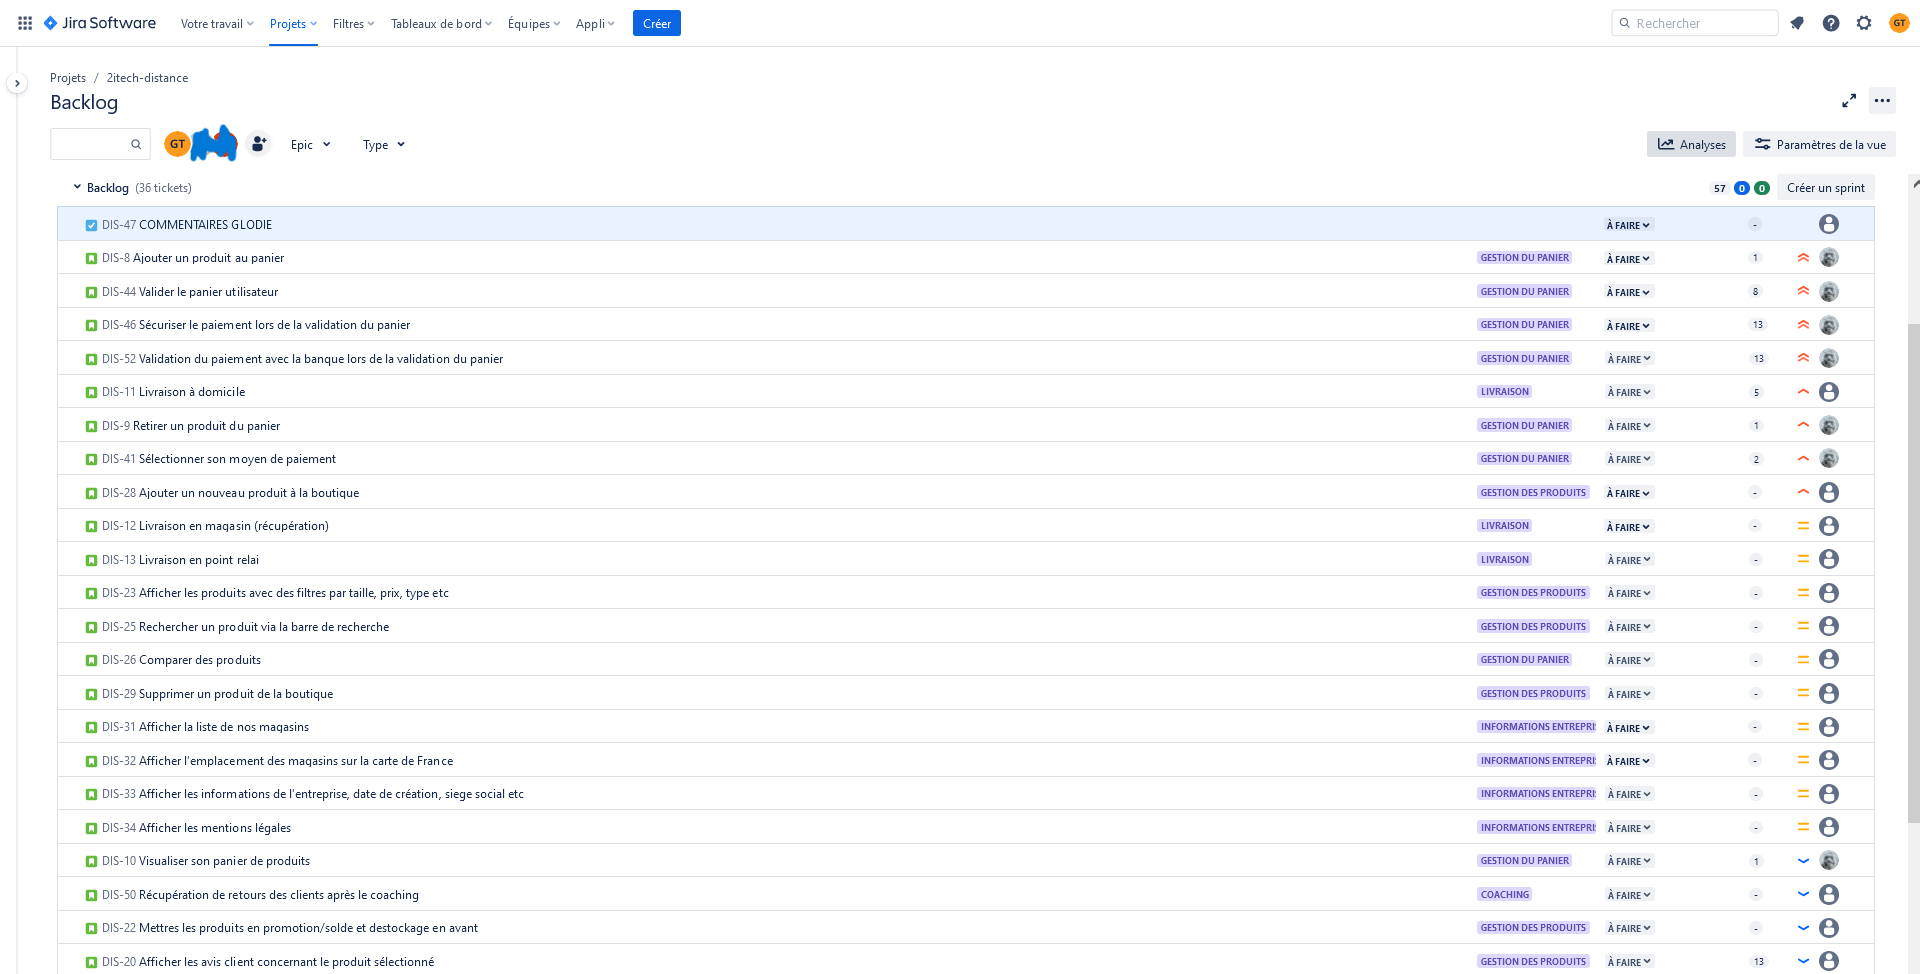 Jira Software Votre travail Projets Filtres Tableaux de bord Équipes Appli Créer Rechercher GT
Projets / 2itech-distance
Backlog
GT Epic Type Analyses Paramètres de la vue
Backlog (36 tickets) 57 0 0 Créer un sprint
DIS-47 COMMENTAIRES GLODIE À FAIRE -
DIS-8 Ajouter un produit au panier GESTION DU PANIER À FAIRE 1
DIS-44 Valider le panier utilisateur GESTION DU PANIER À FAIRE 8
DIS-46 Sécuriser le paiement lors de la validation du panier GESTION DU PANIER À FAIRE 13
DIS-52 Validation du paiement avec la banque lors de la validation du panier GESTION DU PANIER À FAIRE 13
DIS-11 Livraison à domicile LIVRAISON À FAIRE 5
DIS-9 Retirer un produit du panier GESTION DU PANIER À FAIRE 1
DIS-41 Sélectionner son moyen de paiement GESTION DU PANIER À FAIRE 2
DIS-28 Ajouter un nouveau produit à la boutique GESTION DES PRODUITS À FAIRE -
DIS-12 Livraison en magasin (récupération) LIVRAISON À FAIRE -
DIS-13 Livraison en point relai LIVRAISON À FAIRE -
DIS-23 Afficher les produits avec des filtres par taille, prix, type etc GESTION DES PRODUITS À FAIRE -
DIS-25 Rechercher un produit via la barre de recherche GESTION DES PRODUITS À FAIRE -
DIS-26 Comparer des produits GESTION DU PANIER À FAIRE -
DIS-29 Supprimer un produit de la boutique GESTION DES PRODUITS À FAIRE -
DIS-31 Afficher la liste de nos magasins INFORMATIONS ENTREPRIS À FAIRE -
DIS-32 Afficher l'emplacement des magasins sur la carte de France INFORMATIONS ENTREPRIS À FAIRE -
DIS-33 Afficher les informations de l'entreprise, date de création, siege social etc INFORMATIONS ENTREPRIS À FAIRE -
DIS-34 Afficher les mentions légales INFORMATIONS ENTREPRIS À FAIRE -
DIS-10 Visualiser son panier de produits GESTION DU PANIER À FAIRE 1
DIS-50 Récupération de retours des clients après le coaching COACHING À FAIRE -
DIS-22 Mettres les produits en promotion/solde et destockage en avant GESTION DES PRODUITS À FAIRE -
DIS-20 Afficher les avis client concernant le produit sélectionné GESTION DES PRODUITS À FAIRE 13